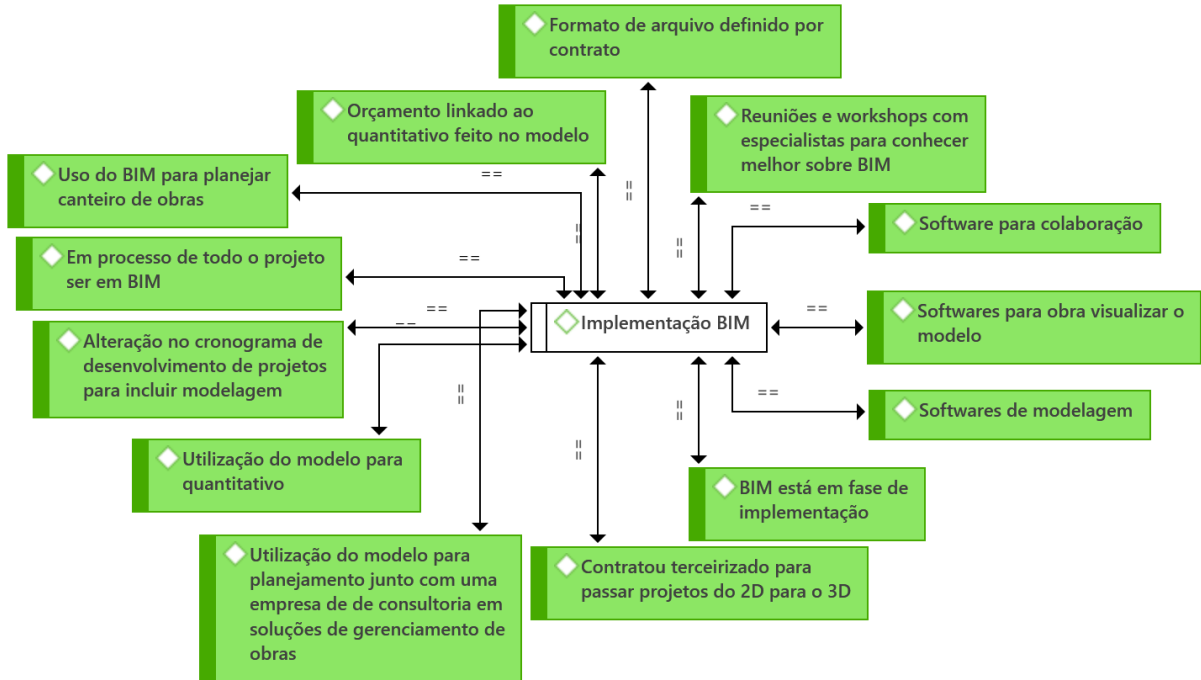 Formato de arquivo definido por
contrato
Orçamento linkado ao
quantitativo feito no modelo
Reuniões e workshops com
especialistas para conhecer
melhor sobre BIM
Uso do BIM para planejar
canteiro de obras
==
==
==
==
==
Software para colaboração
Em processo de todo o projeto
ser em BIM
==
==
Implementação BIM
==
Softwares para obra visualizar o
modelo
==
--
Alteração no cronograma de
desenvolvimento de projetos
para incluir modelagem
==
==
==
Softwares de modelagem
Utilização do modelo para
quantitativo
==
BIM está em fase de
implementação
Utilização do modelo para
planejamento junto com uma
empresa de de consultoria em
soluções de gerenciamento de
obras
Contratou terceirizado para
passar projetos do 2D para o 3D